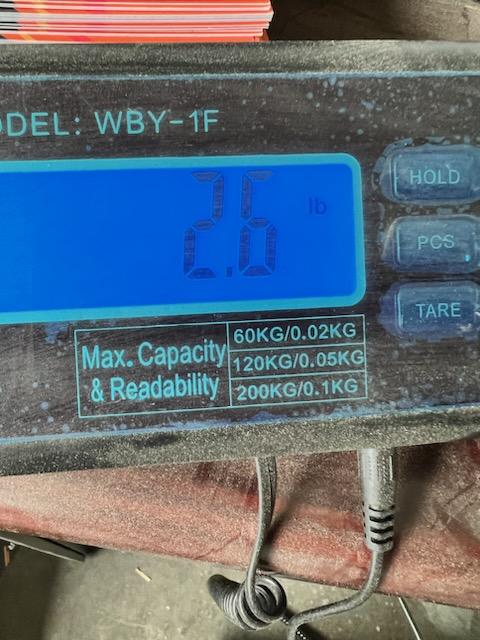 ODEL: WBY-1F
2.6 lb
HOLD
PCS
TARE
Max. Capacity
& Readability
60KG/0.02KG
120KG/0.05KG
200KG/0.1KG